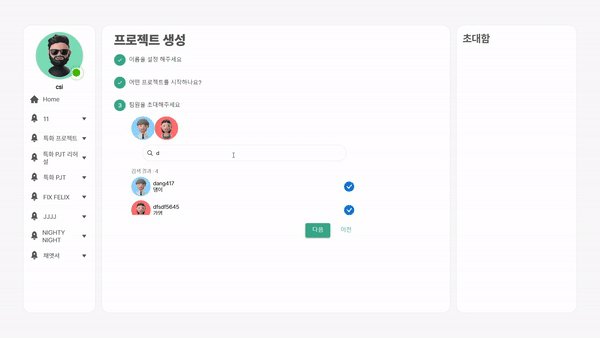 csi
Home
11
특화 프로젝트
특화 PJT 리허
설
특화 PJT
FIX FELIX
JJJJ
NIGHTY
NIGHT
채엿서
프로젝트 생성
이름을 설정 해주세요
어떤 프로젝트를 시작하나요?
3 팀원을 초대해주세요
d
검색 결과 : 4
dang417
댕이
dfsdf5645
가영
다음
이전
초대함